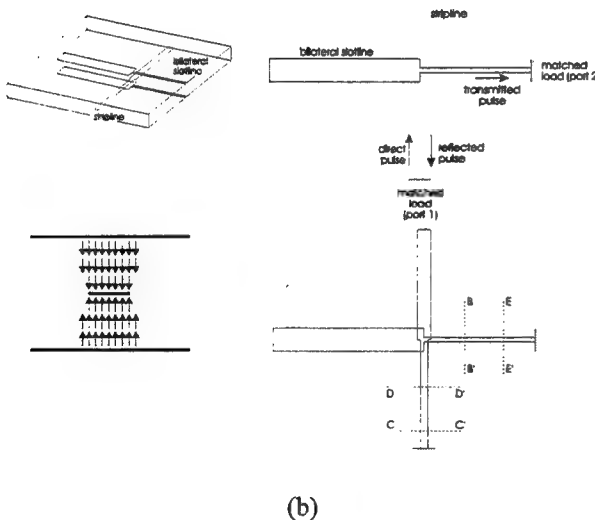 stripline
bilateral slotline
bilateral
slotline
stripline
matched
load (port 2)
transmitted
pulse
direct
pulse
reflected
pulse
matched
load
(port 1)
B
E
B'
E'
D
D'
C
C'
(b)